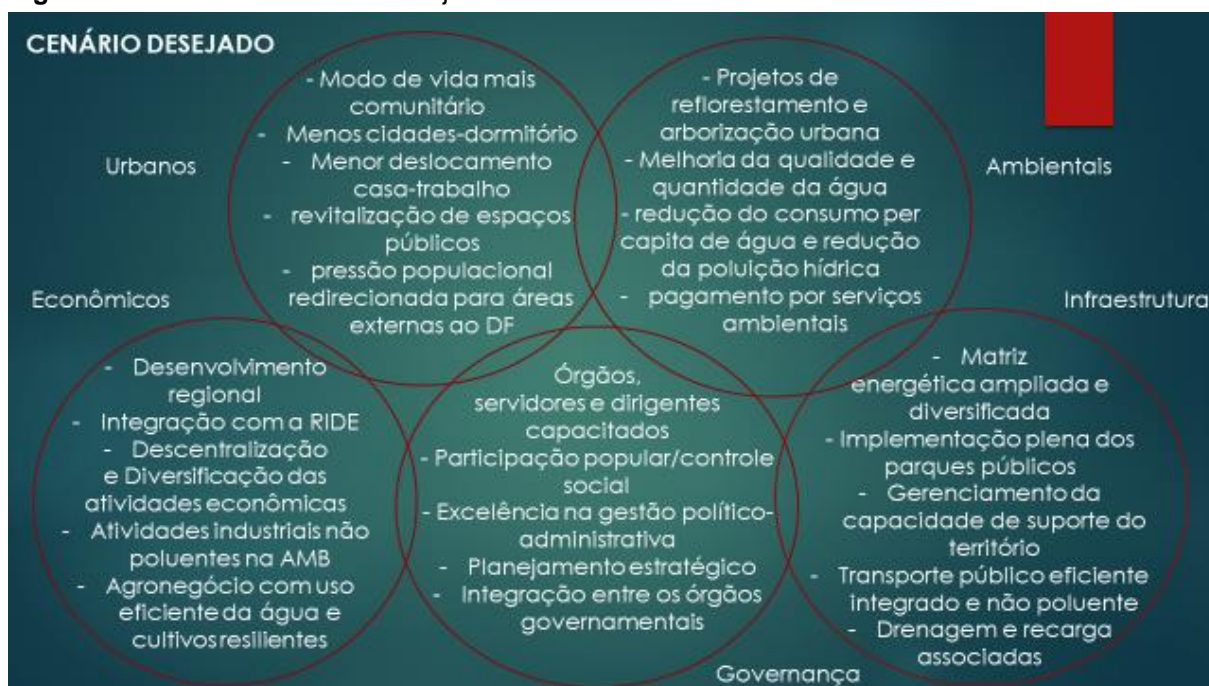 CENÁRIO DESEJADO
Urbanos
- Modo de vida mais
comunitário
- Menos cidades-dormitório
- Menor deslocamento
casa-trabalho
- revitalização de espaços
públicos
- pressão populacional
redirecionada para áreas
externas ao DF
- Projetos de
reflorestamento e
arborização urbana
- Melhoria da qualidade e
quantidade da água
- redução do consumo per
capita de água e redução
da poluição hídrica
- pagamento por serviços
ambientais
Ambientais
Econômicos
- Desenvolvimento
regional
- Integração com a RIDE
- Descentralização
e Diversificação das
atividades econômicas
- Atividades industriais não
poluentes na AMB
- Agronegócio com uso
eficiente da água e
cultivos resilientes
Órgãos,
servidores e dirigentes
capacitados
- Participação popular/controle
social
- Excelência na gestão político-
administrativa
- Planejamento estratégico
- Integração entre os órgãos
governamentais
Governança
Infraestrutura
- Matriz
energética ampliada e
diversificada
- Implementação plena dos
parques públicos
- Gerenciamento da
capacidade de suporte do
território
- Transporte público eficiente
integrado e não poluente
- Drenagem e recarga
associadas